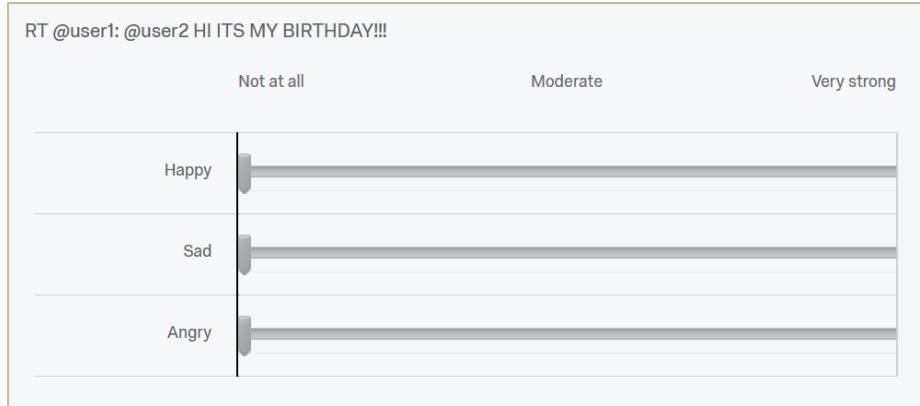 RT @user1: @user2 HI ITS MY BIRTHDAY!!!
Not at all Moderate Very strong
Happy
Sad
Angry